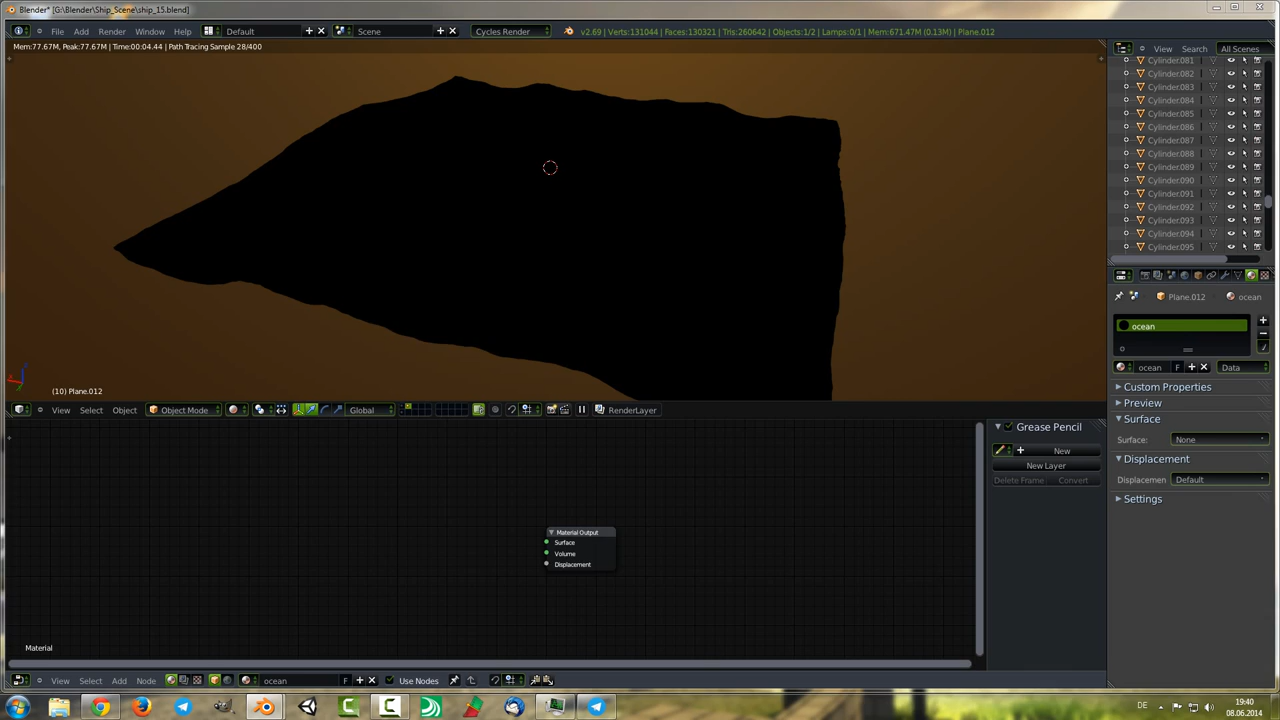 Blender* [G:\Blender\Ship_Scene\ship_15.blend]
File Add Render Window Help Default Scene Cycles Render v2.69 | Verts:131044 | Faces:130321 | Tris:260642 | Objects:1/2 | Lamps:0/1 | Mem:671.47M (0.13M) | Plane.012
Mem:77.67M, Peak:77.67M | Time:00:04.44 | Path Tracing Sample 28/400
View Search All Scenes
Cylinder.081
Cylinder.082
Cylinder.083
Cylinder.084
Cylinder.085
Cylinder.086
Cylinder.087
Cylinder.088
Cylinder.089
Cylinder.090
Cylinder.091
Cylinder.092
Cylinder.093
Cylinder.094
Cylinder.095
Plane.012 ocean
ocean
ocean F Data
Custom Properties
Preview
Surface
Surface: None
Displacement
Displacemen Default
Settings
(10) Plane.012
View Select Object Object Mode Global RenderLayer
Grease Pencil
New
New Layer
Delete Frame Convert
Material Output
Surface
Volume
Displacement
Material
View Select Add Node ocean F Use Nodes
DE 19:40
08.06.2014